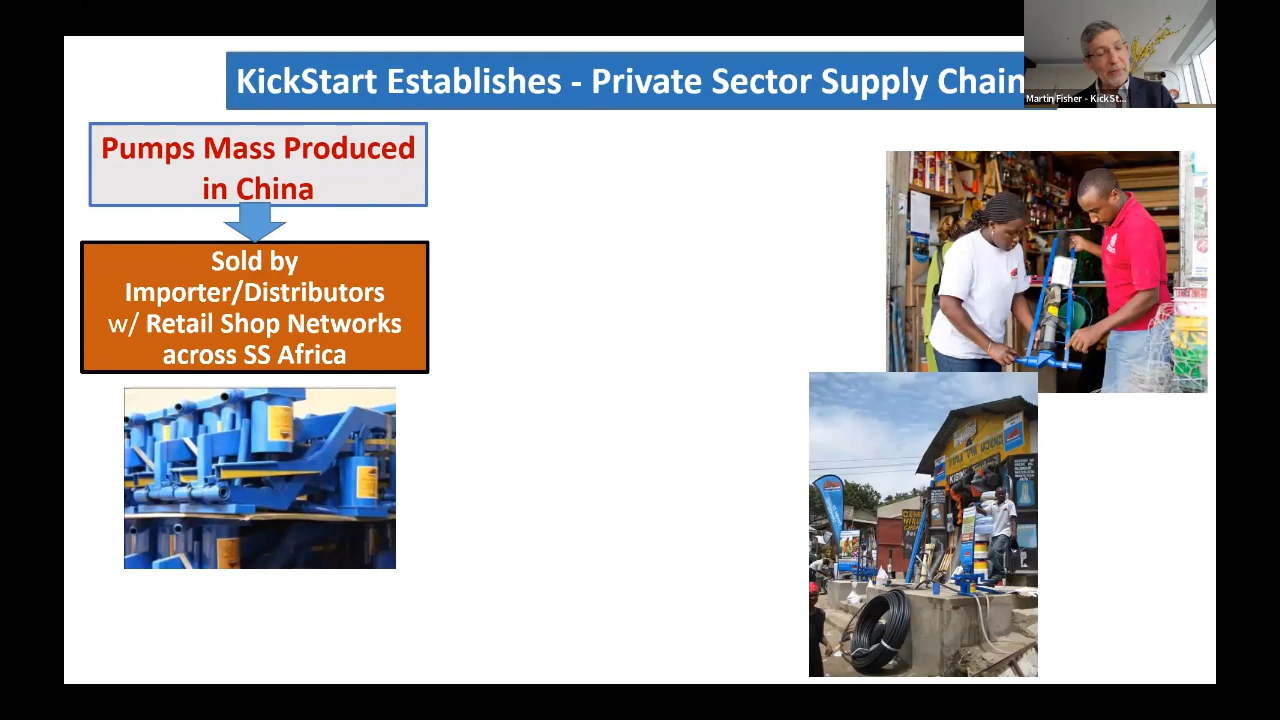 KickStart Establishes - Private Sector Supply Chain
Martin Fisher - KickSt...
Pumps Mass Produced
in China
Sold by
Importer/Distributors
w/ Retail Shop Networks
across SS Africa